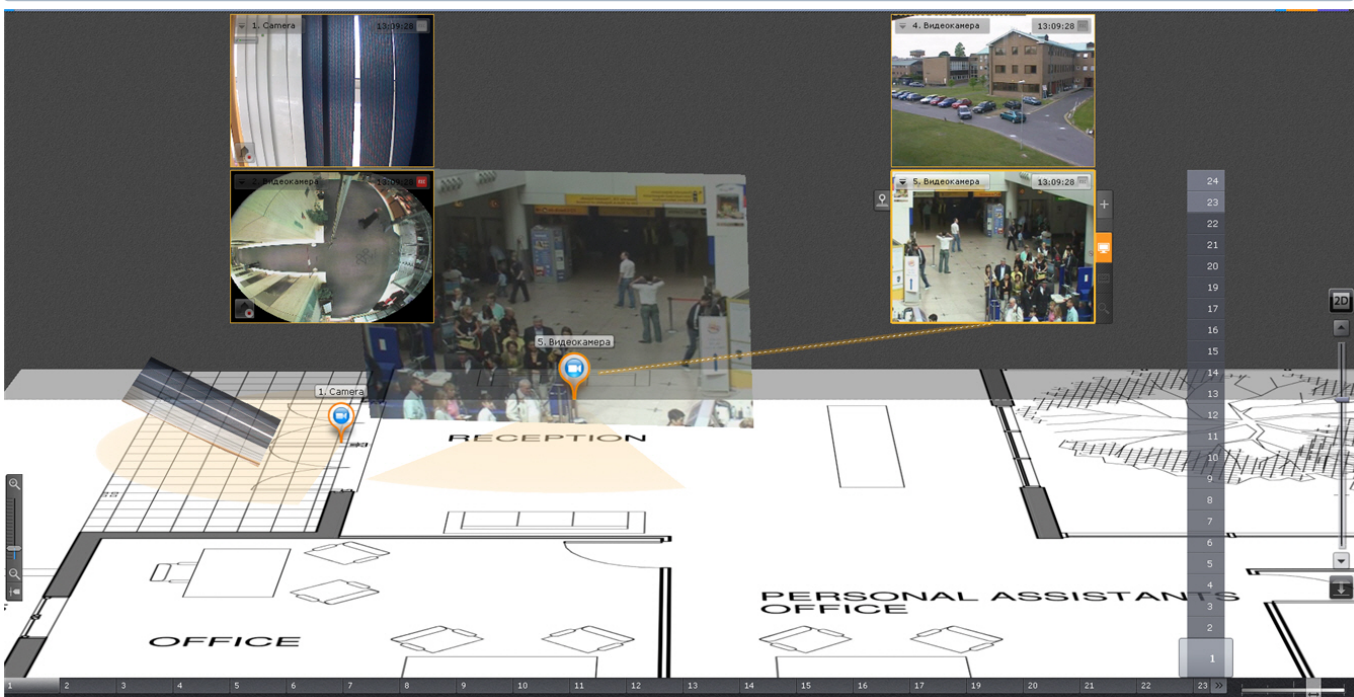 1. Camera 13:09:28
4. Видеокамера 13:09:28
2. Видеокамера 13:09:28
5. Видеокамера 13:09:28
24
23
22
21
20
19
17
16
15
14
13
12
11
10
9
8
7
6
5
4
3
2
1
2D
5. Видеокамера
1. Camera
RECEPTION
PERSONAL ASSISTANTS
OFFICE
OFFICE
1 2 3 4 5 6 7 8 9 10 11 12 13 14 15 16 17 19 20 21 22 23 »